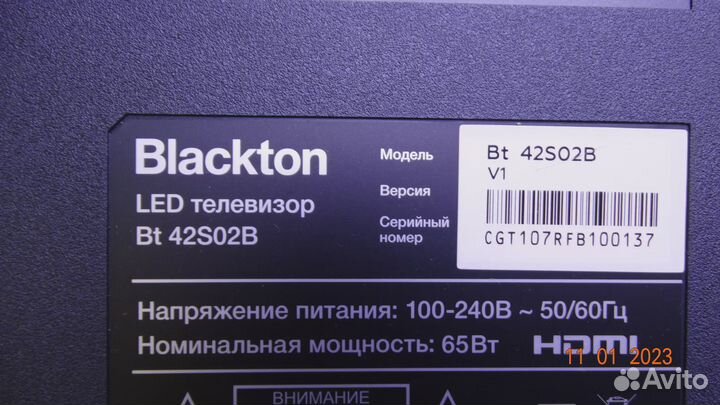 Blackton
LED телевизор
Bt 42S02B
Модель
Версия
Серийный
номер
Bt 42S02B
V1
CGT107RFB100137
Напряжение питания: 100-240В ~ 50/60Гц
Номинальная мощность: 65Вт HDMI
11 01 2023
ВНИМАНИЕ
Avito